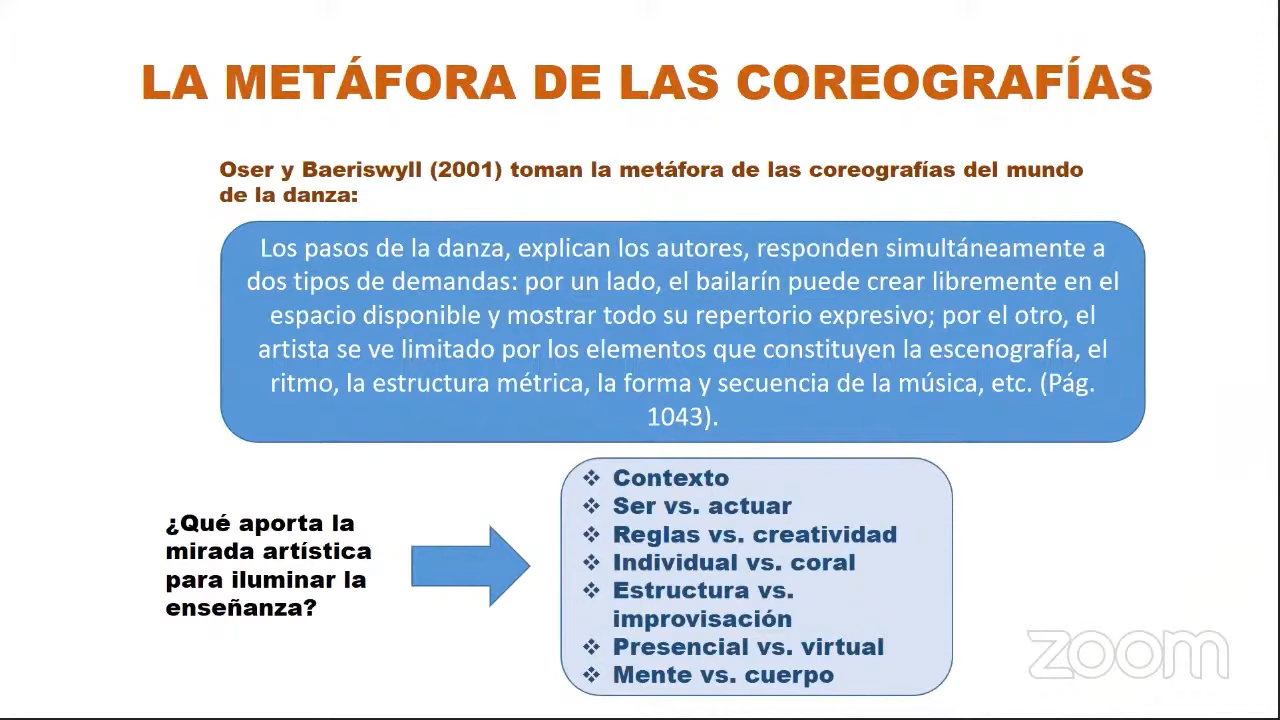 LA METÁFORA DE LAS COREOGRAFÍAS
Oser y Baeriswyll (2001) toman la metáfora de las coreografías del mundo
de la danza:
Los pasos de la danza, explican los autores, responden simultáneamente a
dos tipos de demandas: por un lado, el bailarín puede crear libremente en el
espacio disponible y mostrar todo su repertorio expresivo; por el otro, el
artista se ve limitado por los elementos que constituyen la escenografía, el
ritmo, la estructura métrica, la forma y secuencia de la música, etc. (Pág.
1043).
¿Qué aporta la
mirada artística
para iluminar la
enseñanza?
❖ Contexto
❖ Ser vs. actuar
❖ Reglas vs. creatividad
❖ Individual vs. coral
❖ Estructura vs.
improvisación
❖ Presencial vs. virtual
❖ Mente vs. cuerpo
zoom